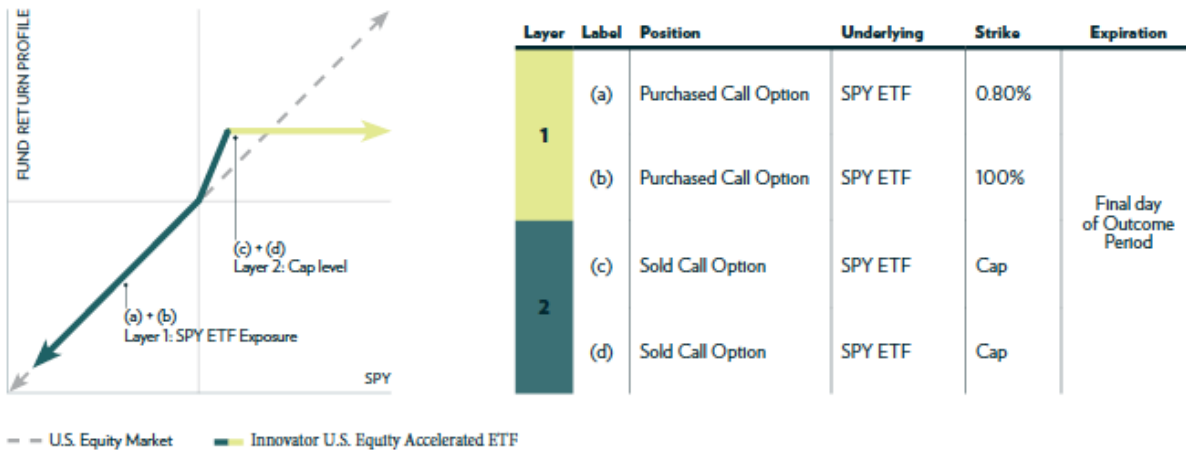 FUND RETURN PROFILE
(c) + (d)
Layer 2: Cap level
(a) + (b)
Layer 1: SPY ETF Exposure
SPY
U.S. Equity Market
Innovator U.S. Equity Accelerated ETF
Layer Label Position Underlying Strike Expiration
1
(a) Purchased Call Option SPY ETF 0.80%
(b) Purchased Call Option SPY ETF 100%
2
(c) Sold Call Option SPY ETF Cap
(d) Sold Call Option SPY ETF Cap
Final day
of Outcome
Period